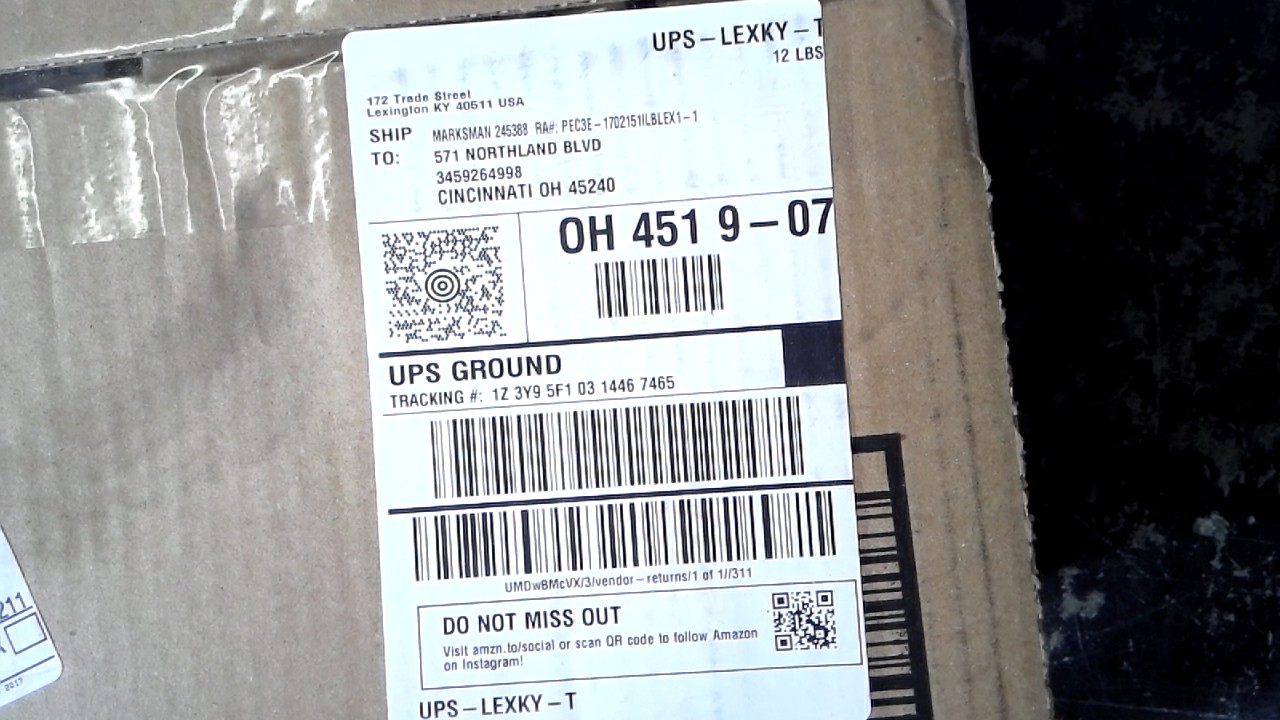 UPS-LEXKY-T
12 LBS
172 Trade Street
Lexington KY 40511 USA
SHIP TO:
MARKSMAN 245388 RA#: PEC3E-1702151ILBLEX1-1
571 NORTHLAND BLVD
3459264998
CINCINNATI OH 45240
OH 451 9-07
UPS GROUND
TRACKING #: 1Z 3Y9 5F1 03 1446 7465
UMDwBMcVX/3/vendor-returns/1 of 1//311
DO NOT MISS OUT
Visit amzn.to/social or scan QR code to follow Amazon
on Instagram!
UPS-LEXKY-T
211
2017